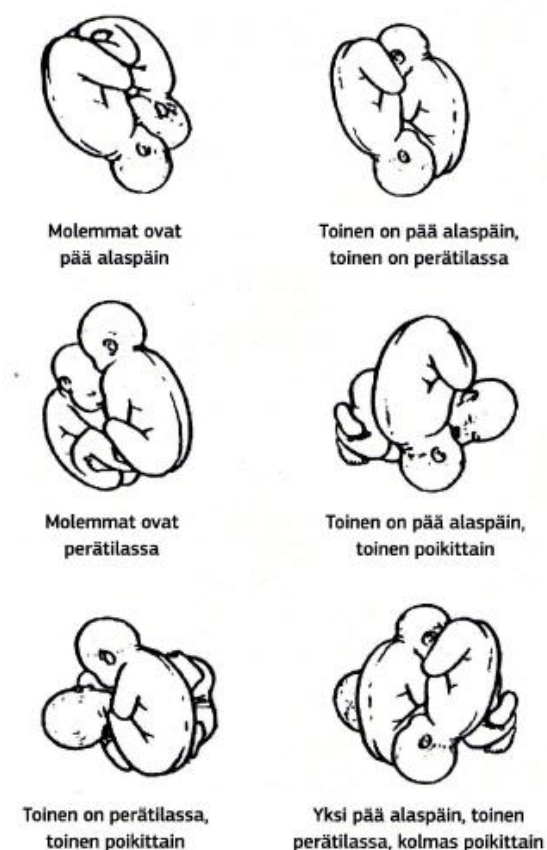 Molemmat ovat
pää alaspäin
Toinen on pää alaspäin,
toinen on perätilassa
Molemmat ovat
perätilassa
Toinen on pää alaspäin,
toinen poikittain
Toinen on perätilassa,
toinen poikittain
Yksi pää alaspäin, toinen
perätilassa, kolmas poikittain